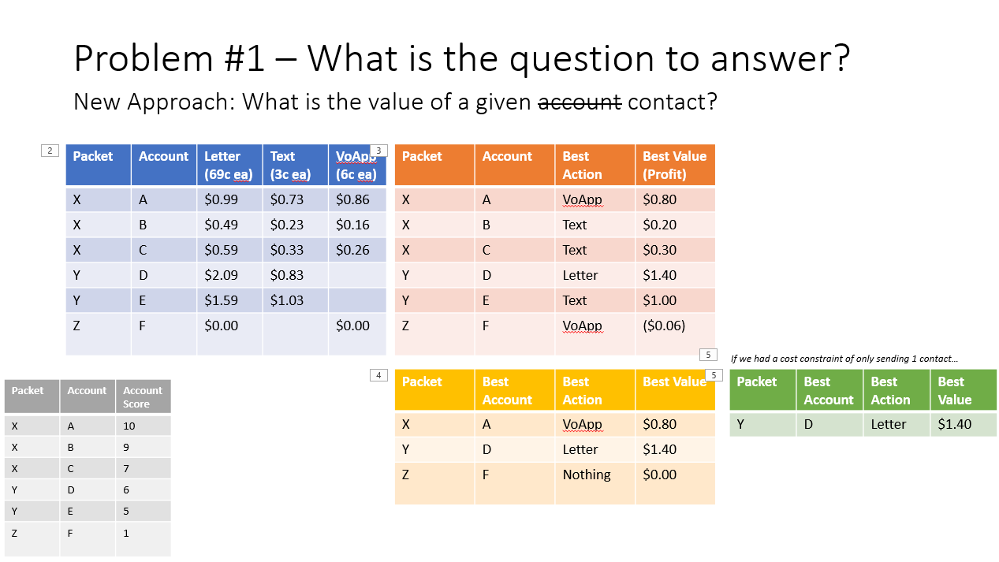 Problem #1 – What is the question to answer?
New Approach: What is the value of a given account contact?
2
Packet Account Letter (69c ea) Text (3c ea) VoApp (6c ea)
X A $0.99 $0.73 $0.86
X B $0.49 $0.23 $0.16
X C $0.59 $0.33 $0.26
Y D $2.09 $0.83
Y E $1.59 $1.03
Z F $0.00 $0.00
3
Packet Account Best Action Best Value (Profit)
X A VoApp $0.80
X B Text $0.20
X C Text $0.30
Y D Letter $1.40
Y E Text $1.00
Z F VoApp ($0.06)
5
If we had a cost constraint of only sending 1 contact…
4
Packet Best Account Best Action Best Value
X A VoApp $0.80
Y D Letter $1.40
Z F Nothing $0.00
5
Packet Best Account Best Action Best Value
Y D Letter $1.40
Packet Account Account Score
X A 10
X B 9
X C 7
Y D 6
Y E 5
Z F 1